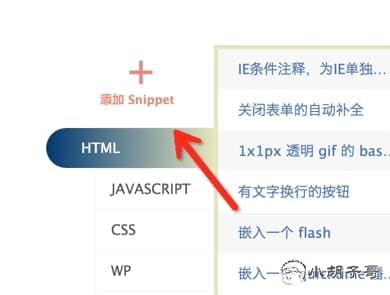 添加 Snippet
HTML
JAVASCRIPT
CSS
WP
IE条件注释，为IE单独...
关闭表单的自动补全
1x1px 透明 gif 的 bas...
有文字换行的按钮
嵌入一个 flash
嵌入一
小胡子哥